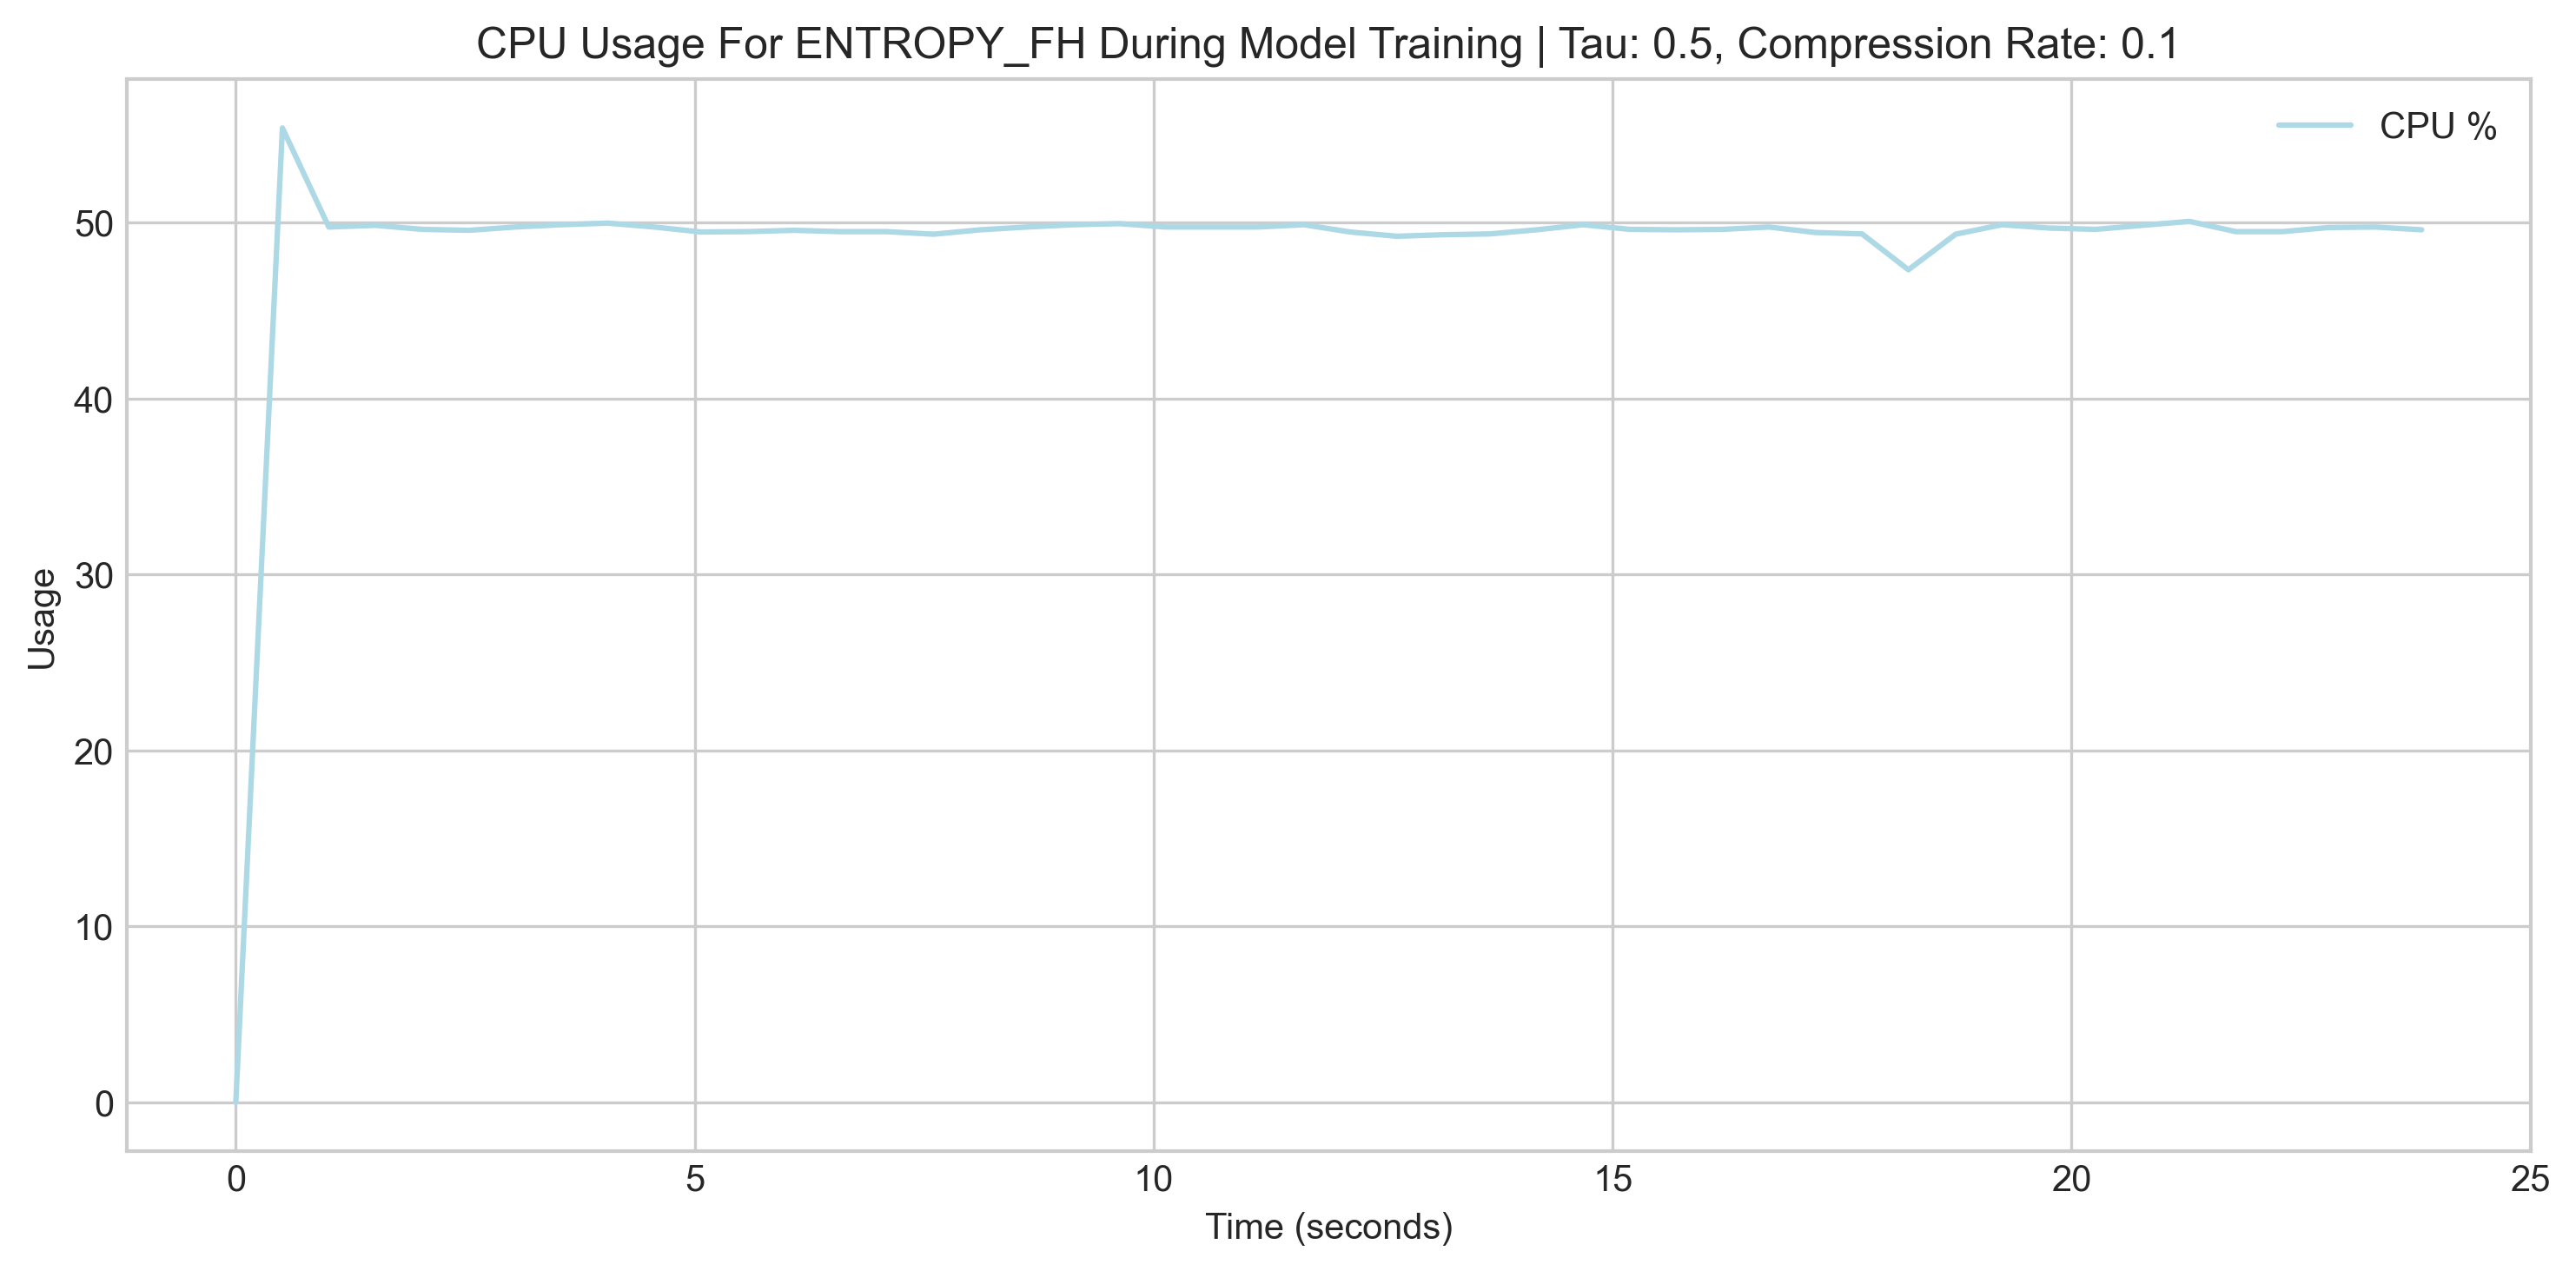 CPU Usage For ENTROPY_FH During Model Training | Tau: 0.5, Compression Rate: 0.1
CPU %
Usage
50
40
30
20
10
0
0 5 10 15 20 25
Time (seconds)